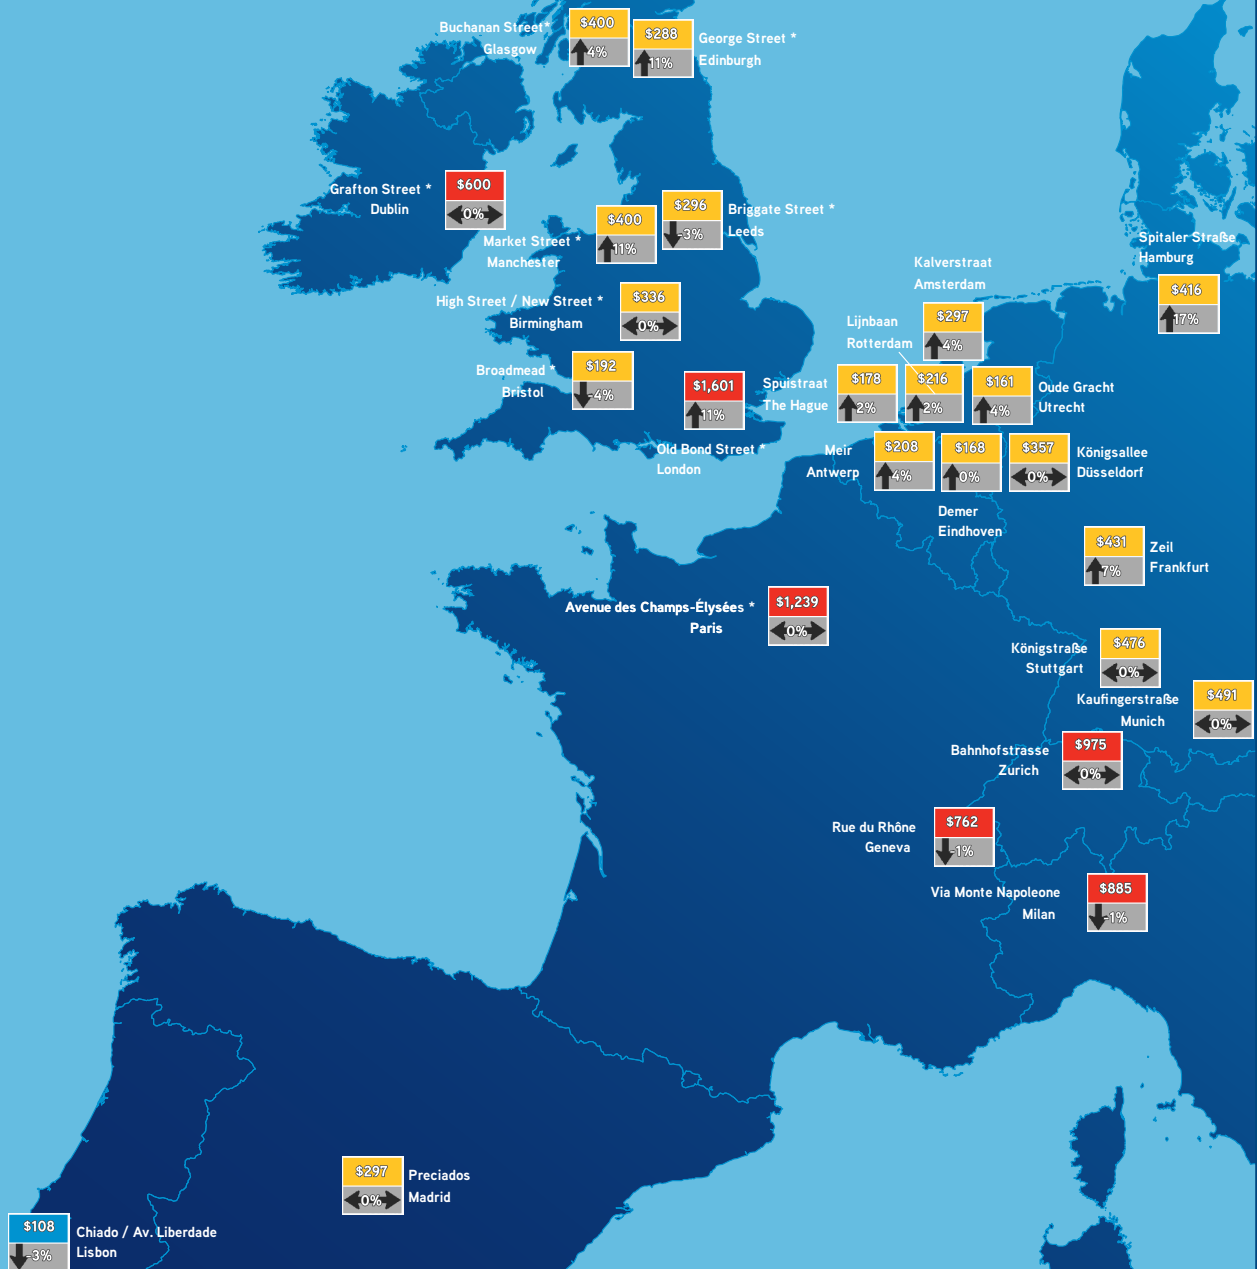 Buchanan Street*
Glasgow
$400
4%
$288
11%
George Street *
Edinburgh
Grafton Street *
Dublin
$600
0%
Market Street *
Manchester
$400
11%
$296
-3%
Briggate Street *
Leeds
Spitaler Straße
Hamburg
$416
17%
High Street / New Street *
Birmingham
$336
0%
Kalverstraat
Amsterdam
$297
4%
Lijnbaan
Rotterdam
$216
2%
Broadmead *
Bristol
$192
-4%
$1,601
11%
Old Bond Street *
London
Spuistraat
The Hague
$178
2%
$161
4%
Oude Gracht
Utrecht
Meir
Antwerp
$208
4%
$168
0%
Demer
Eindhoven
$357
0%
Königsallee
Düsseldorf
$431
7%
Zeil
Frankfurt
Avenue des Champs-Élysées *
Paris
$1,239
0%
Königstraße
Stuttgart
$476
0%
Kaufingerstraße
Munich
$491
0%
Bahnhofstrasse
Zurich
$975
0%
Rue du Rhône
Geneva
$762
-1%
Via Monte Napoleone
Milan
$885
-1%
$297
0%
Preciados
Madrid
$108
-3%
Chiado / Av. Liberdade
Lisbon